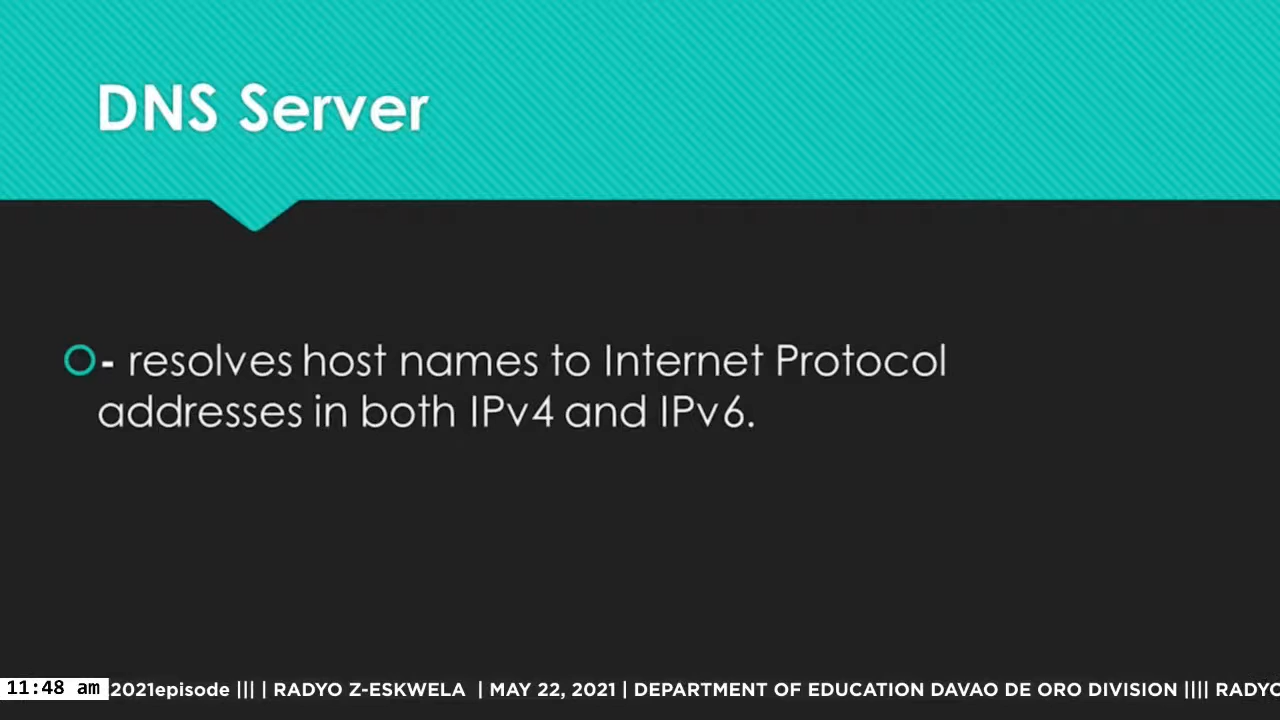 DNS Server
- resolves host names to Internet Protocol
addresses in both IPv4 and IPv6.
11:48 am 2021episode ||| | RADYO Z-ESKWELA | MAY 22, 2021 | DEPARTMENT OF EDUCATION DAVAO DE ORO DIVISION |||| RADYO